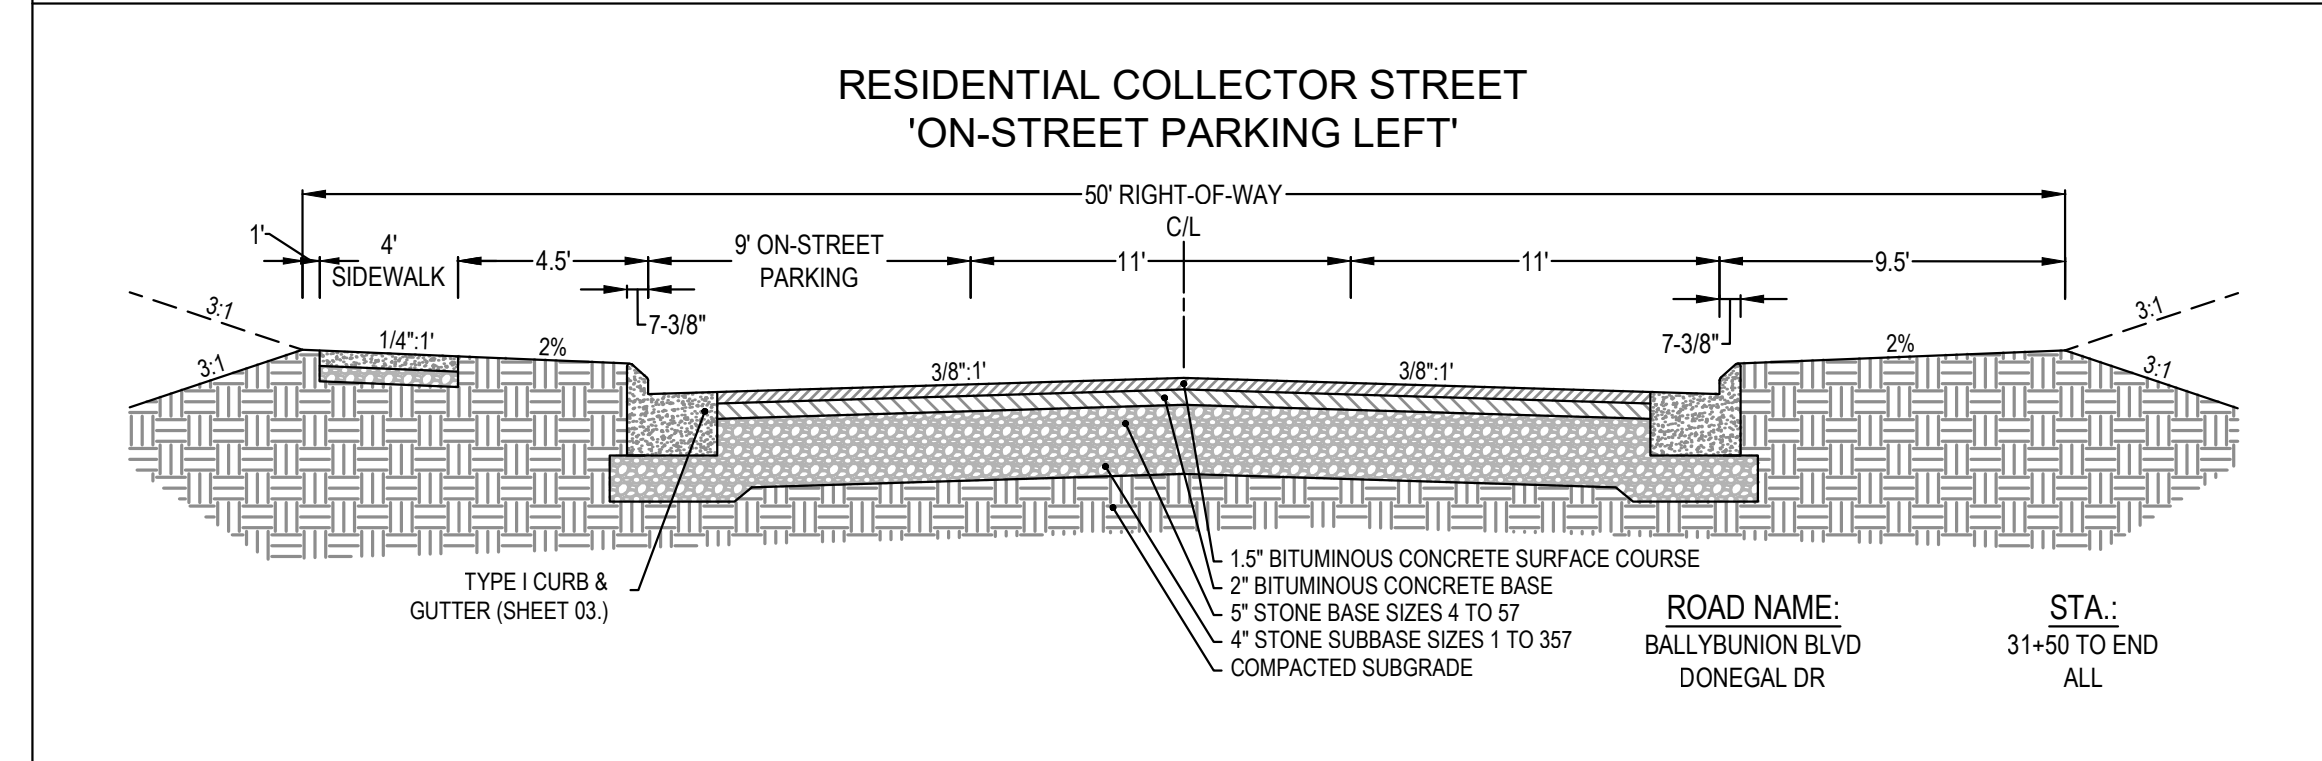 RESIDENTIAL COLLECTOR STREET
'ON-STREET PARKING LEFT'
50' RIGHT-OF-WAY
C/L
1'
4'
SIDEWALK
4.5'
9' ON-STREET
PARKING
11'
11'
9.5'
7-3/8"
7-3/8"
3:1
3:1
1/4":1'
2%
3/8":1'
3/8":1'
2%
3:1
3:1
TYPE I CURB &
GUTTER (SHEET 03.)
1.5" BITUMINOUS CONCRETE SURFACE COURSE
2" BITUMINOUS CONCRETE BASE
5" STONE BASE SIZES 4 TO 57
4" STONE SUBBASE SIZES 1 TO 357
COMPACTED SUBGRADE
ROAD NAME:
BALLYBUNION BLVD
DONEGAL DR
STA.:
31+50 TO END
ALL